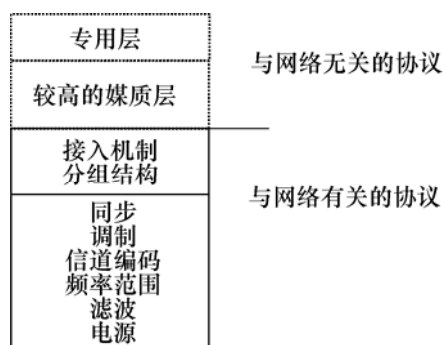 专用层
与网络无关的协议
较高的媒质层
接入机制
分组结构
与网络有关的协议
同步
调制
信道编码
频率范围
滤波
电源